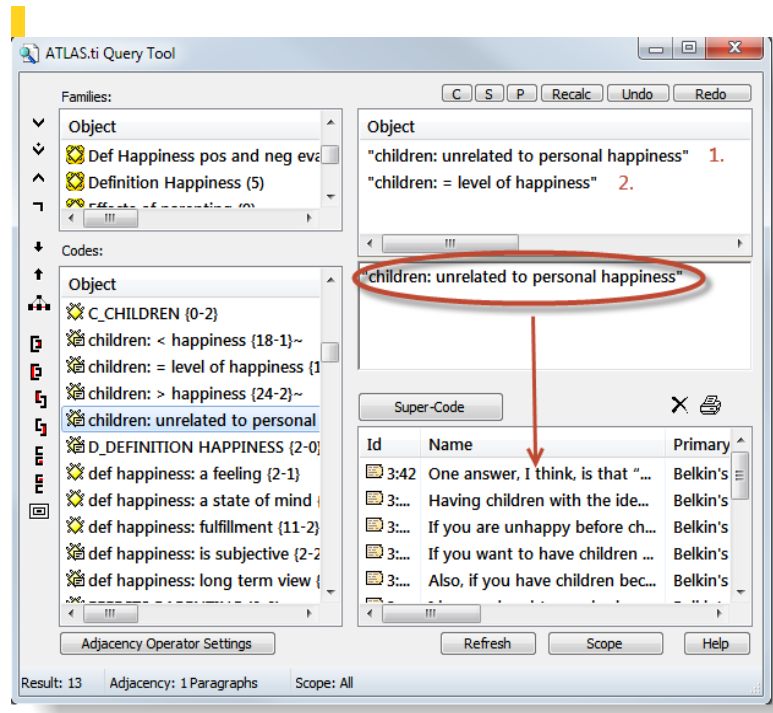 ATLAS.ti Query Tool
Families:
C S P Recalc Undo Redo
Object
Def Happiness pos and neg eva
Definition Happiness (5)
Object
"children: unrelated to personal happiness" 1.
"children: = level of happiness" 2.
Codes:
Object
C_CHILDREN {0-2}
children: < happiness {18-1}~
children: = level of happiness {1
children: > happiness {24-2}~
children: unrelated to personal
D_DEFINITION HAPPINESS {2-0}
def happiness: a feeling {2-1}
def happiness: a state of mind {
def happiness: fulfillment {11-2}
def happiness: is subjective {2-2
def happiness: long term view {
"children: unrelated to personal happiness"
Super-Code
Id Name Primary
3:42 One answer, I think, is that “... Belkin's
3:... Having children with the ide... Belkin's
3:... If you are unhappy before ch... Belkin's
3:... If you want to have children ... Belkin's
3:... Also, if you have children bec... Belkin's
Adjacency Operator Settings
Refresh Scope Help
Result: 13 Adjacency: 1 Paragraphs Scope: All